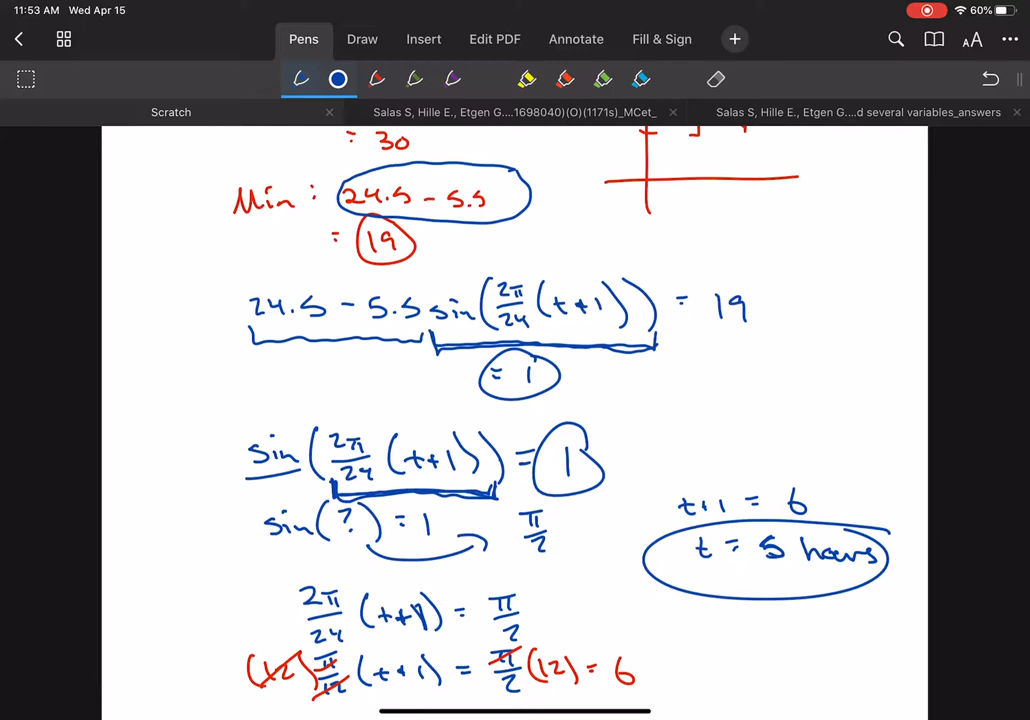 11:53 AM Wed Apr 15
60%
Pens Draw Insert Edit PDF Annotate Fill & Sign
Scratch
Salas S, Hille E., Etgen G....1698040)(O)(1171s)_MCet_
Salas S, Hille E., Etgen G....d several variables_answers
= 30
Min : 24.5 - 5.5
= 19
24.5 - 5.5 sin(2π/24 (t+1)) = 19
= 1
sin(2π/24 (t+1)) = 1
sin(?) = 1 π/2
t+1 = 6
t = 5 hours
2π/24 (t+1) = π/2
(12) π/12 (t+1) = π/2 (12) = 6